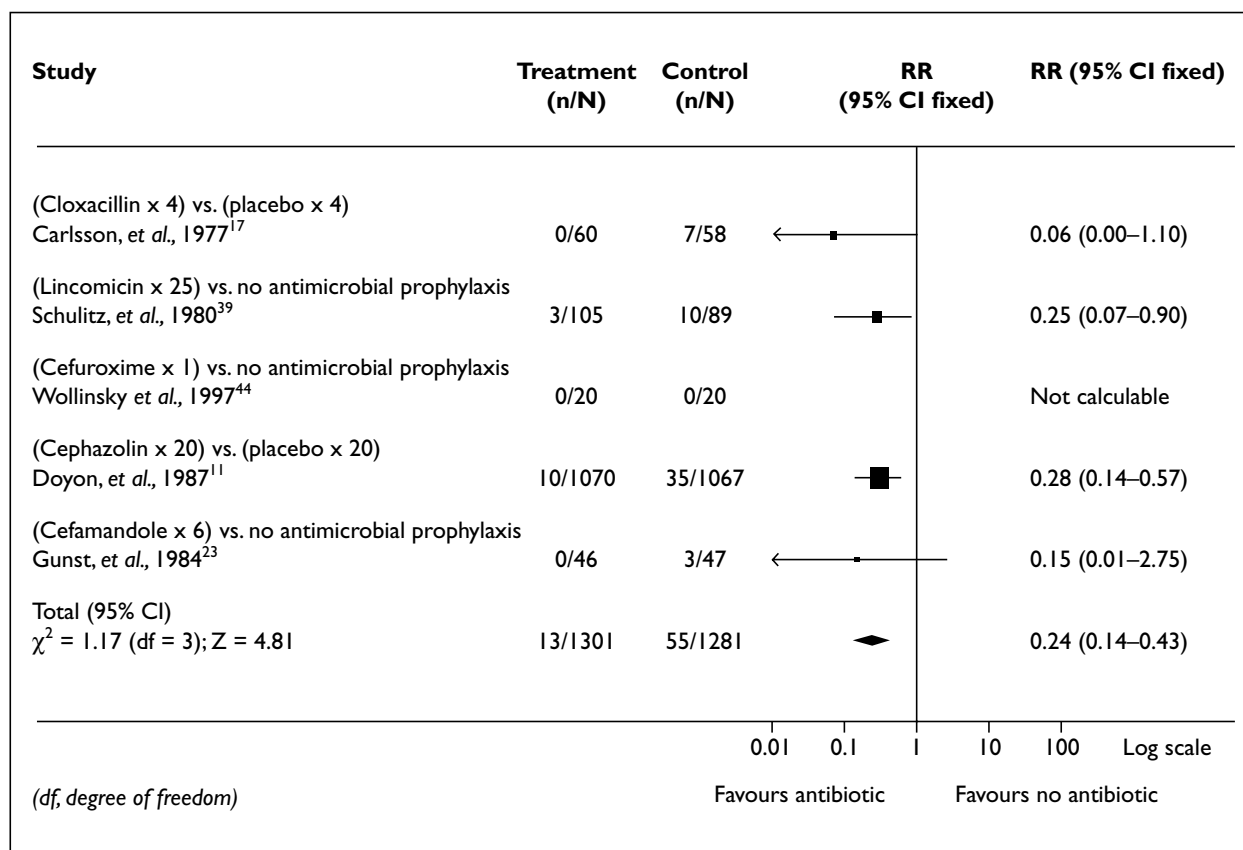 Study Treatment Control RR RR (95% CI fixed)
(n/N) (n/N) (95% CI fixed)
(Cloxacillin x 4) vs. (placebo x 4)
Carlsson, et al., 1977¹⁷ 0/60 7/58 0.06 (0.00–1.10)
(Lincomicin x 25) vs. no antimicrobial prophylaxis
Schulitz, et al., 1980³⁹ 3/105 10/89 0.25 (0.07–0.90)
(Cefuroxime x 1) vs. no antimicrobial prophylaxis
Wollinsky et al., 1997⁴⁴ 0/20 0/20 Not calculable
(Cephazolin x 20) vs. (placebo x 20)
Doyon, et al., 1987¹¹ 10/1070 35/1067 0.28 (0.14–0.57)
(Cefamandole x 6) vs. no antimicrobial prophylaxis
Gunst, et al., 1984²³ 0/46 3/47 0.15 (0.01–2.75)
Total (95% CI)
χ² = 1.17 (df = 3); Z = 4.81 13/1301 55/1281 0.24 (0.14–0.43)
0.01 0.1 1 10 100 Log scale
(df, degree of freedom) Favours antibiotic Favours no antibiotic